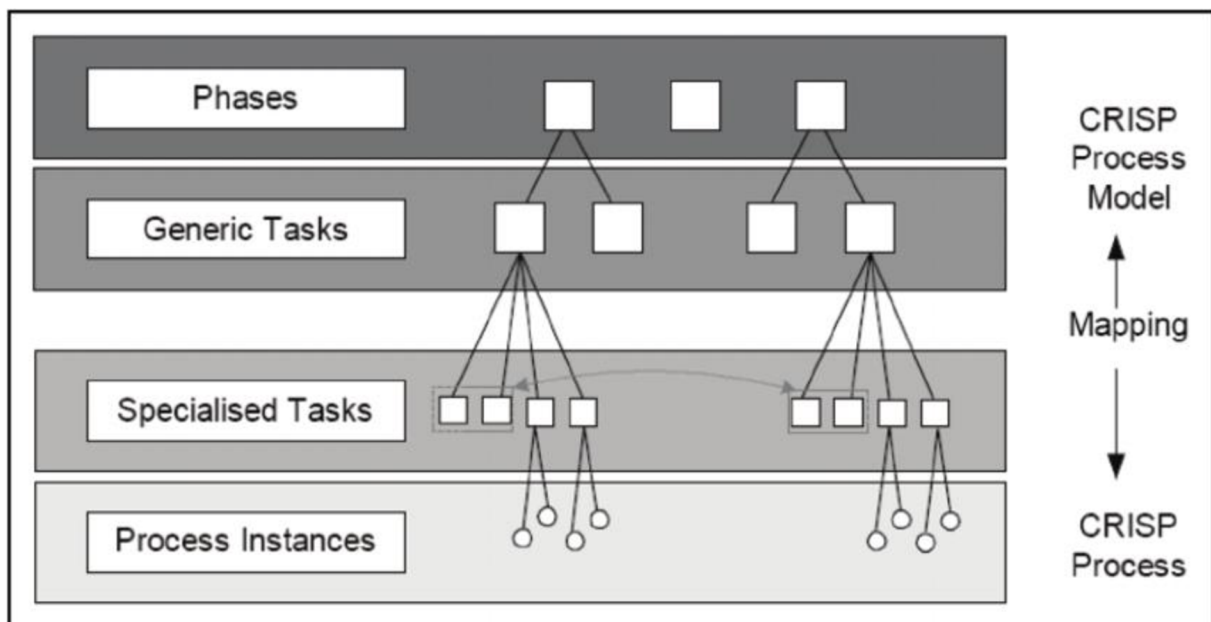 Phases
Generic Tasks
Specialised Tasks
Process Instances
CRISP
Process
Model
Mapping
CRISP
Process